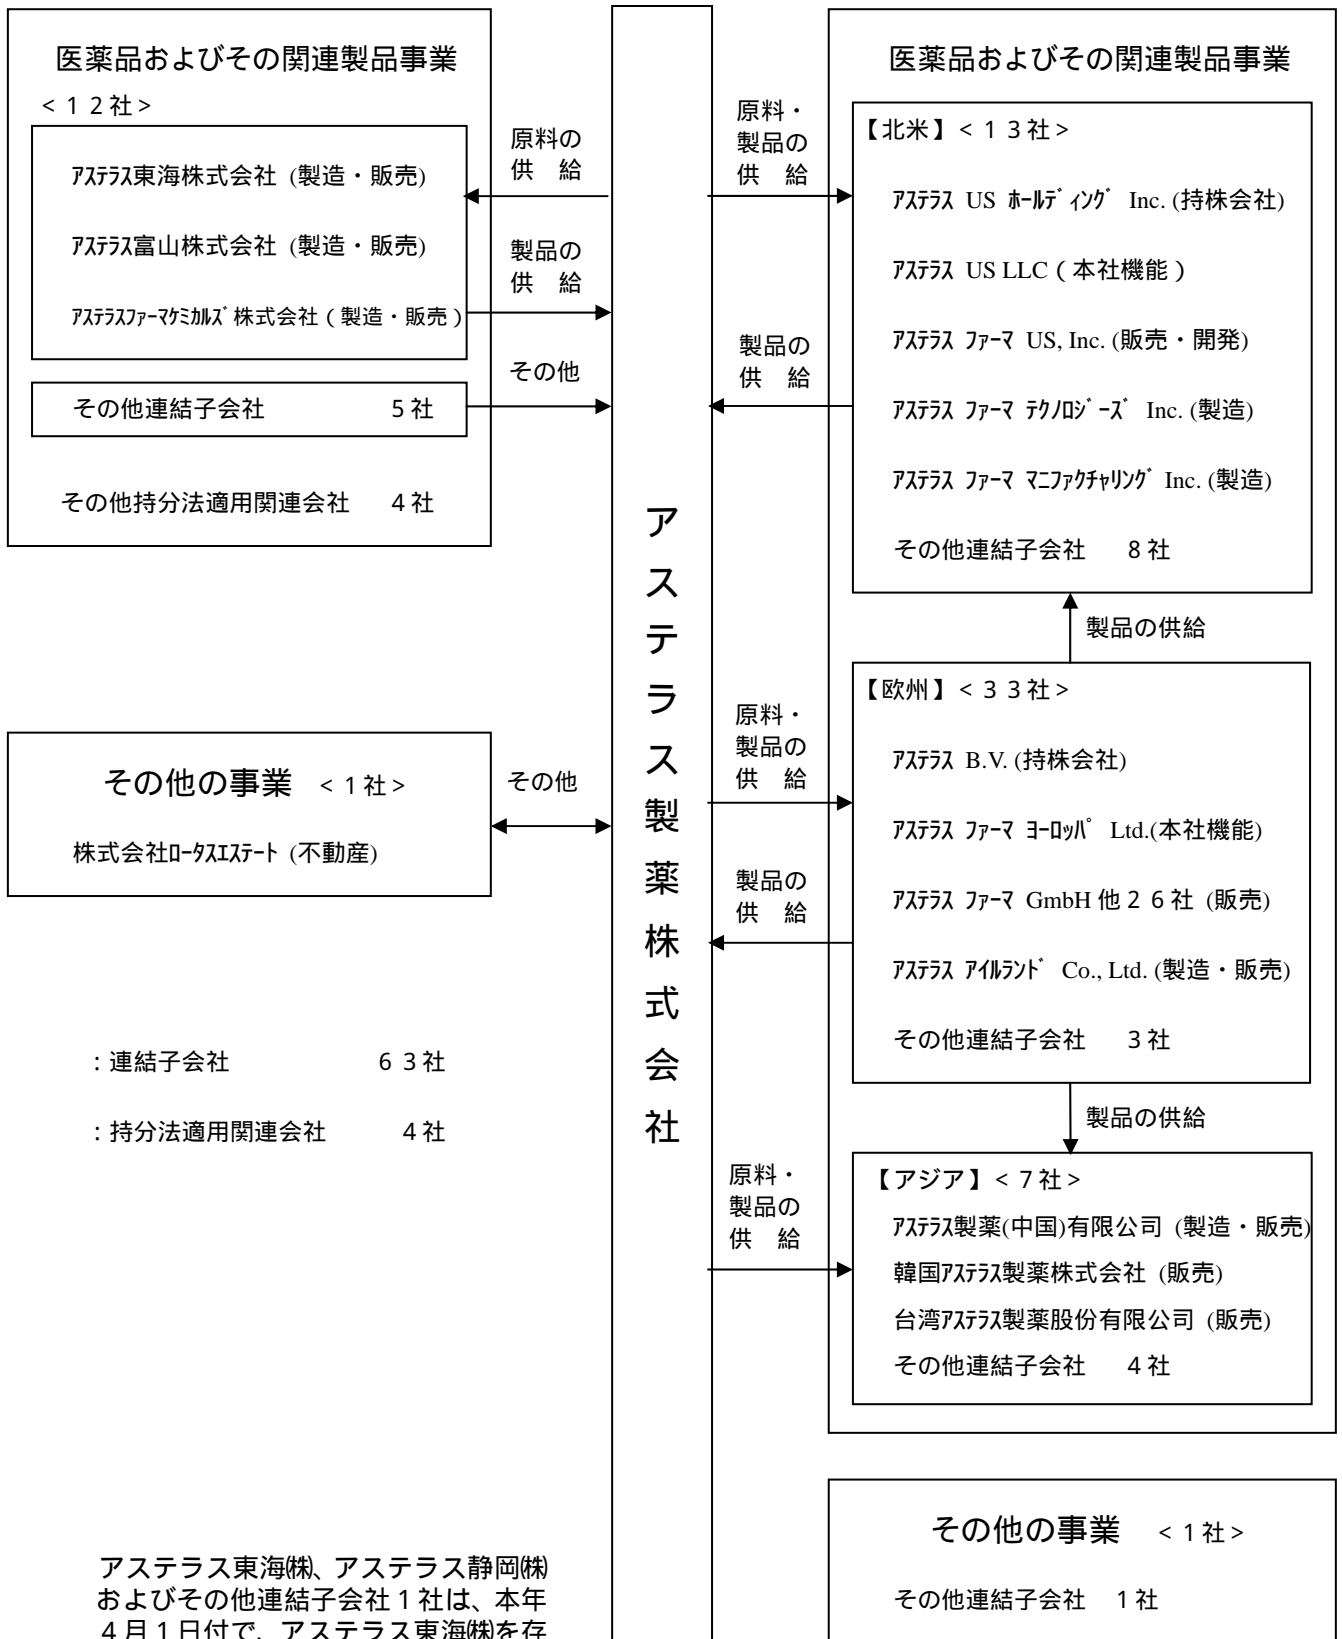 医薬品およびその関連製品事業
<12社>
アステラス東海株式会社 (製造・販売)
アステラス富山株式会社 (製造・販売)
アステラスファーマケミカルズ株式会社(製造・販売)
その他連結子会社 5社
その他持分法適用関連会社 4社
原料の
供 給
製品の
供 給
その他
その他の事業 <1社>
株式会社ロータスエステート (不動産)
その他
:連結子会社 63社
:持分法適用関連会社 4社
アステラス東海㈱、アステラス静岡㈱
およびその他連結子会社1社は、本年
4月1日付で、アステラス東海㈱を存
アステラス製薬株式会社
原料・
製品の
供 給
製品の
供 給
原料・
製品の
供 給
製品の
供 給
原料・
製品の
供 給
医薬品およびその関連製品事業
【北米】<13社>
アステラス US ホールディング Inc. (持株会社)
アステラス US LLC(本社機能)
アステラス ファーマ US, Inc. (販売・開発)
アステラス ファーマ テクノロジーズ Inc. (製造)
アステラス ファーマ マニファクチャリング Inc. (製造)
その他連結子会社 8社
製品の供給
【欧州】<33社>
アステラス B.V. (持株会社)
アステラス ファーマ ヨーロッパ Ltd.(本社機能)
アステラス ファーマ GmbH 他26社 (販売)
アステラス アイルランド Co., Ltd. (製造・販売)
その他連結子会社 3社
製品の供給
【アジア】<7社>
アステラス製薬(中国)有限公司 (製造・販売)
韓国アステラス製薬株式会社 (販売)
台湾アステラス製薬股份有限公司 (販売)
その他連結子会社 4社
その他の事業 <1社>
その他連結子会社 1社